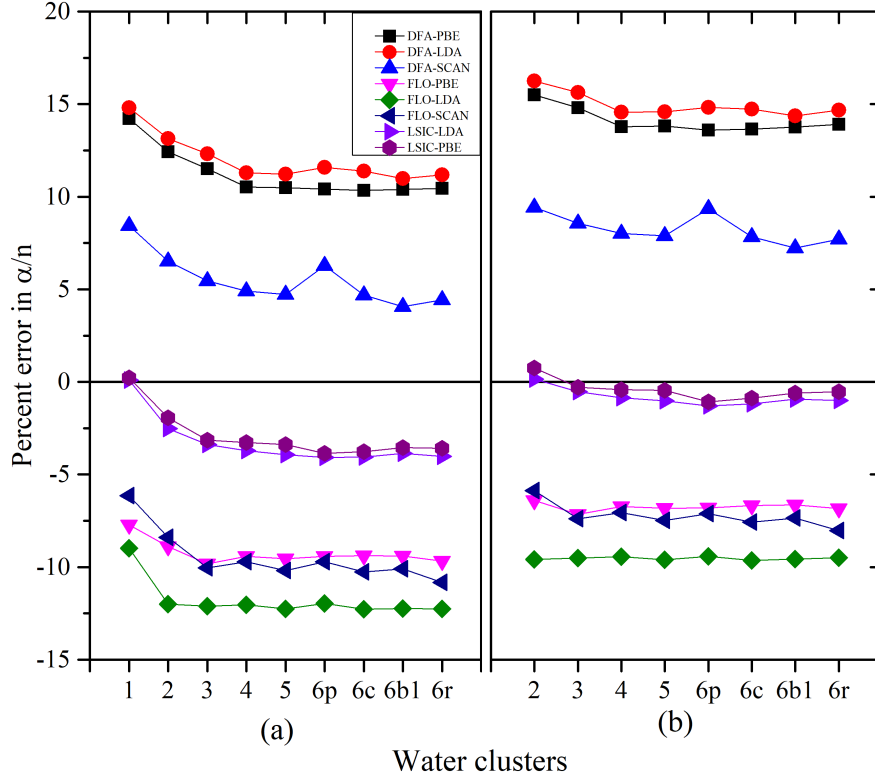 Percent error in α/n
20
15
10
5
0
-5
-10
-15
DFA-PBE
DFA-LDA
DFA-SCAN
FLO-PBE
FLO-LDA
FLO-SCAN
LSIC-LDA
LSIC-PBE
1 2 3 4 5 6p 6c 6b1 6r
2 3 4 5 6p 6c 6b1 6r
(a)
(b)
Water clusters